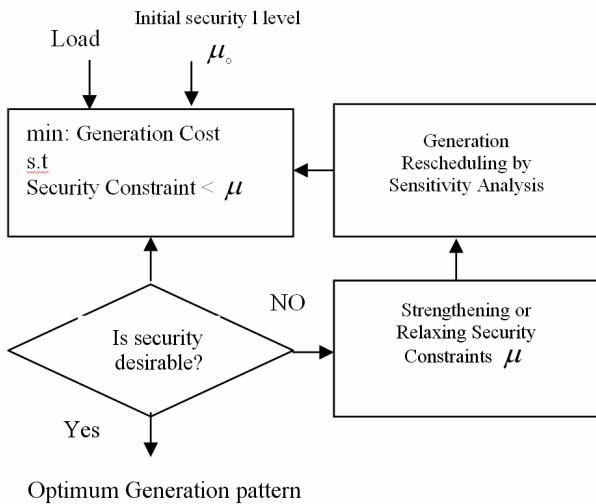 Initial security l level
Load
μ○
min: Generation Cost
s.t
Security Constraint < μ
Generation
Rescheduling by
Sensitivity Analysis
NO
Is security
desirable?
Strengthening or
Relaxing Security
Constraints μ
Yes
Optimum Generation pattern